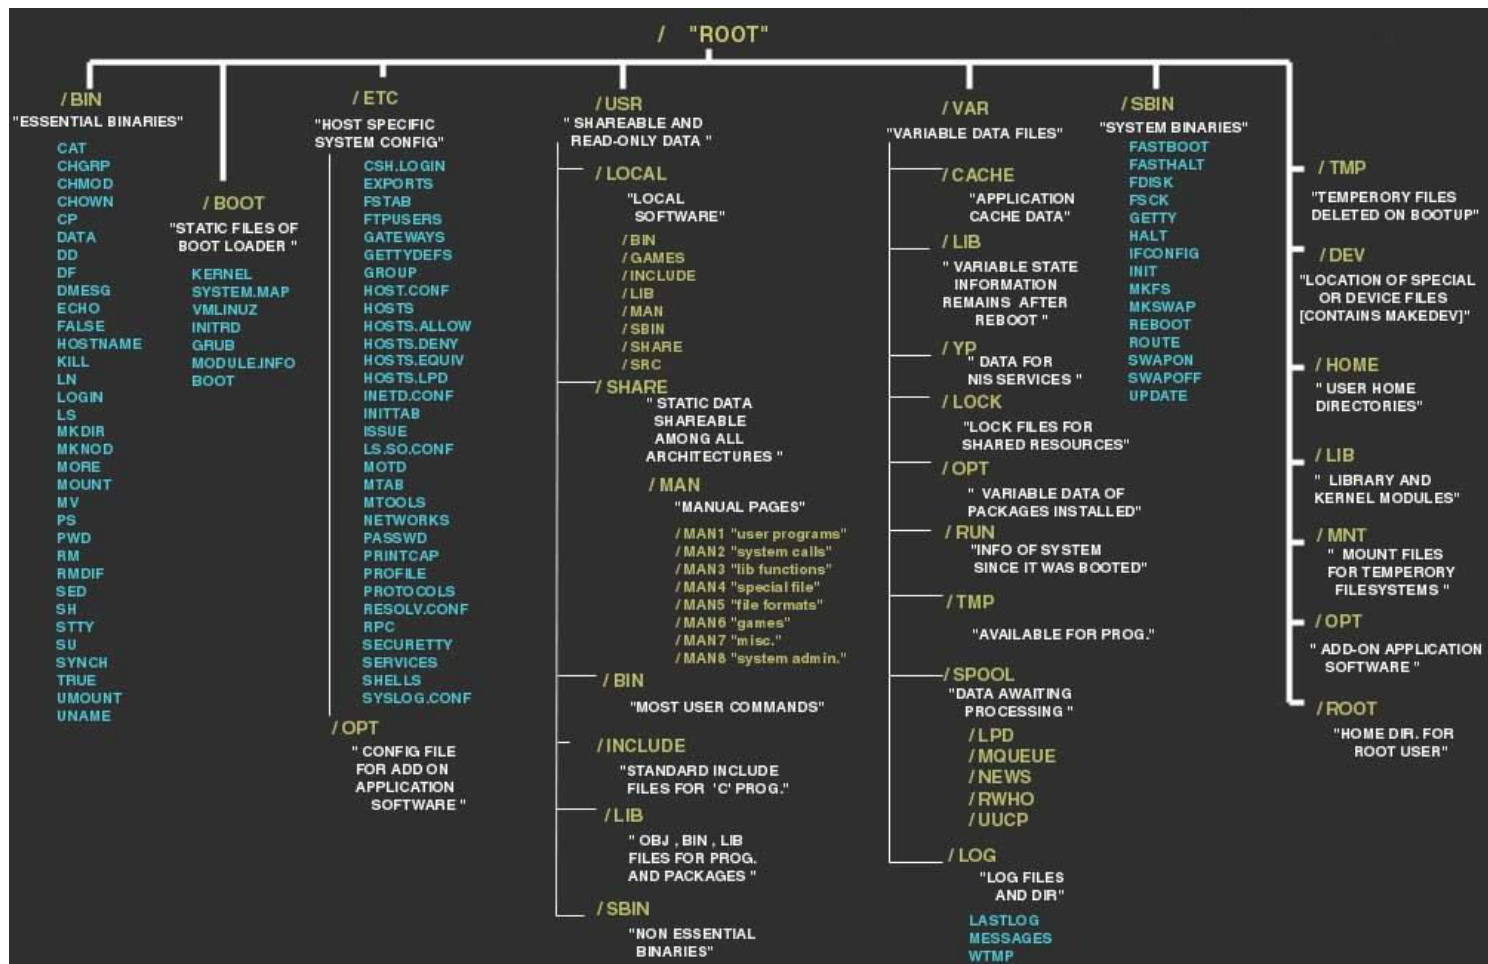 / "ROOT"
/BIN
"ESSENTIAL BINARIES"
CAT
CHGRP
CHMOD
CHOWN
CP
DATA
DD
DF
DMESG
ECHO
FALSE
HOSTNAME
KILL
LN
LOGIN
LS
MKDIR
MKNOD
MORE
MOUNT
MV
PS
PWD
RM
RMDIF
SED
SH
STTY
SU
SYNCH
TRUE
UMOUNT
UNAME
/BOOT
"STATIC FILES OF
BOOT LOADER "
KERNEL
SYSTEM.MAP
VMLINUZ
INITRD
GRUB
MODULE.INFO
BOOT
/ETC
"HOST SPECIFIC
SYSTEM CONFIG"
CSH.LOGIN
EXPORTS
FSTAB
FTPUSERS
GATEWAYS
GETTYDEFS
GROUP
HOST.CONF
HOSTS
HOSTS.ALLOW
HOSTS.DENY
HOSTS.EQUIV
HOSTS.LPD
INETD.CONF
INITTAB
ISSUE
LS.SO.CONF
MOTD
MTAB
MTOOLS
NETWORKS
PASSWD
PRINTCAP
PROFILE
PROTOCOLS
RESOLV.CONF
RPC
SECURETTY
SERVICES
SHELLS
SYSLOG.CONF
/OPT
" CONFIG FILE
FOR ADD ON
APPLICATION
SOFTWARE "
/USR
" SHAREABLE AND
READ-ONLY DATA "
/LOCAL
"LOCAL
SOFTWARE"
/BIN
/GAMES
/INCLUDE
/LIB
/MAN
/SBIN
/SHARE
/SRC
/SHARE
" STATIC DATA
SHAREABLE
AMONG ALL
ARCHITECTURES "
/MAN
"MANUAL PAGES"
/MAN1 "user programs"
/MAN2 "system calls"
/MAN3 "lib functions"
/MAN4 "special file"
/MAN5 "file formats"
/MAN6 "games"
/MAN7 "misc."
/MAN8 "system admin."
/BIN
"MOST USER COMMANDS"
/INCLUDE
"STANDARD INCLUDE
FILES FOR 'C' PROG."
/LIB
" OBJ , BIN , LIB
FILES FOR PROG.
AND PACKAGES "
/SBIN
"NON ESSENTIAL
BINARIES"
/VAR
"VARIABLE DATA FILES"
/CACHE
"APPLICATION
CACHE DATA"
/LIB
" VARIABLE STATE
INFORMATION
REMAINS AFTER
REBOOT "
/YP
" DATA FOR
NIS SERVICES "
/LOCK
"LOCK FILES FOR
SHARED RESOURCES"
/OPT
" VARIABLE DATA OF
PACKAGES INSTALLED"
/RUN
"INFO OF SYSTEM
SINCE IT WAS BOOTED"
/TMP
"AVAILABLE FOR PROG."
/SPOOL
"DATA AWAITING
PROCESSING "
/LPD
/MQUEUE
/NEWS
/RWHO
/UUCP
/LOG
"LOG FILES
AND DIR"
LASTLOG
MESSAGES
WTMP
/SBIN
"SYSTEM BINARIES"
FASTBOOT
FASTHALT
FDISK
FSCK
GETTY
HALT
IFCONFIG
INIT
MKFS
MKSWAP
REBOOT
ROUTE
SWAPON
SWAPOFF
UPDATE
/TMP
"TEMPERORY FILES
DELETED ON BOOTUP"
/DEV
"LOCATION OF SPECIAL
OR DEVICE FILES
[CONTAINS MAKEDEV]"
/HOME
" USER HOME
DIRECTORIES"
/LIB
" LIBRARY AND
KERNEL MODULES"
/MNT
" MOUNT FILES
FOR TEMPERORY
FILESYSTEMS "
/OPT
" ADD-ON APPLICATION
SOFTWARE "
/ROOT
"HOME DIR. FOR
ROOT USER"